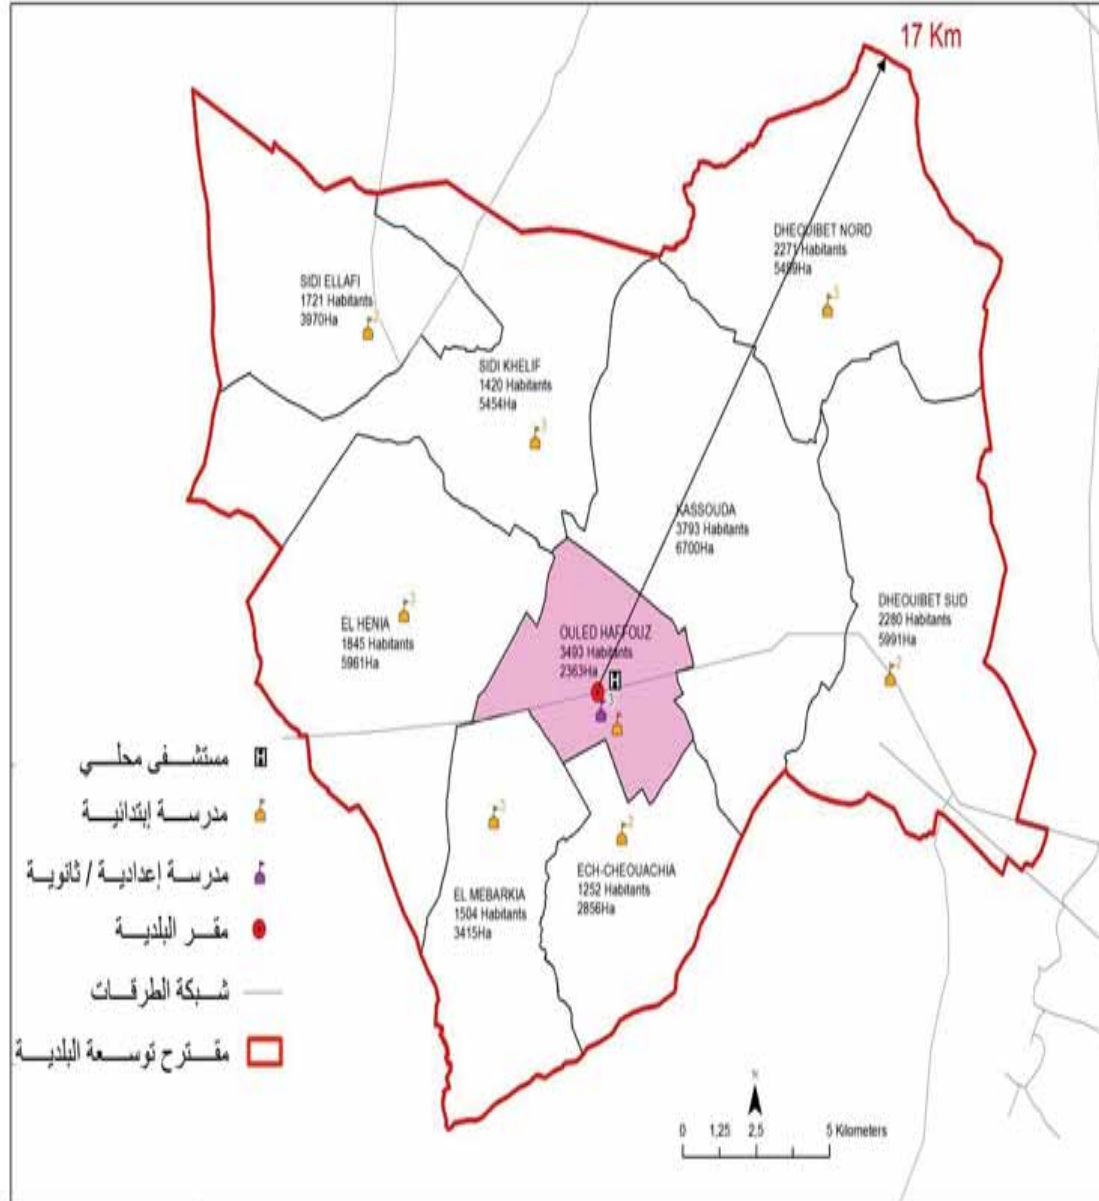 17 Km
DHEOUIBET NORD
2271 Habitants
SIDI ELLAFI
1721 Habitants
3970Ha
SIDI KHELIF
1420 Habitants
5454Ha
KASSOUDA
3793 Habitants
6700Ha
DHEOUIBET SUD
2280 Habitants
5991Ha
EL HENIA
1845 Habitants
5961Ha
OULED HAFFOUZ
3493 Habitants
2363Ha
EL MEBARKIA
1504 Habitants
3415Ha
ECH-CHEOUACHIA
1252 Habitants
2856Ha
مستشفى محلي
مدرسة إبتدائية
مدرسة إعدادية / ثانوية
مقر البلدية
شبكة الطرقات
مقترح توسعة البلدية
N
0 1,25 2,5 5 Kilometers